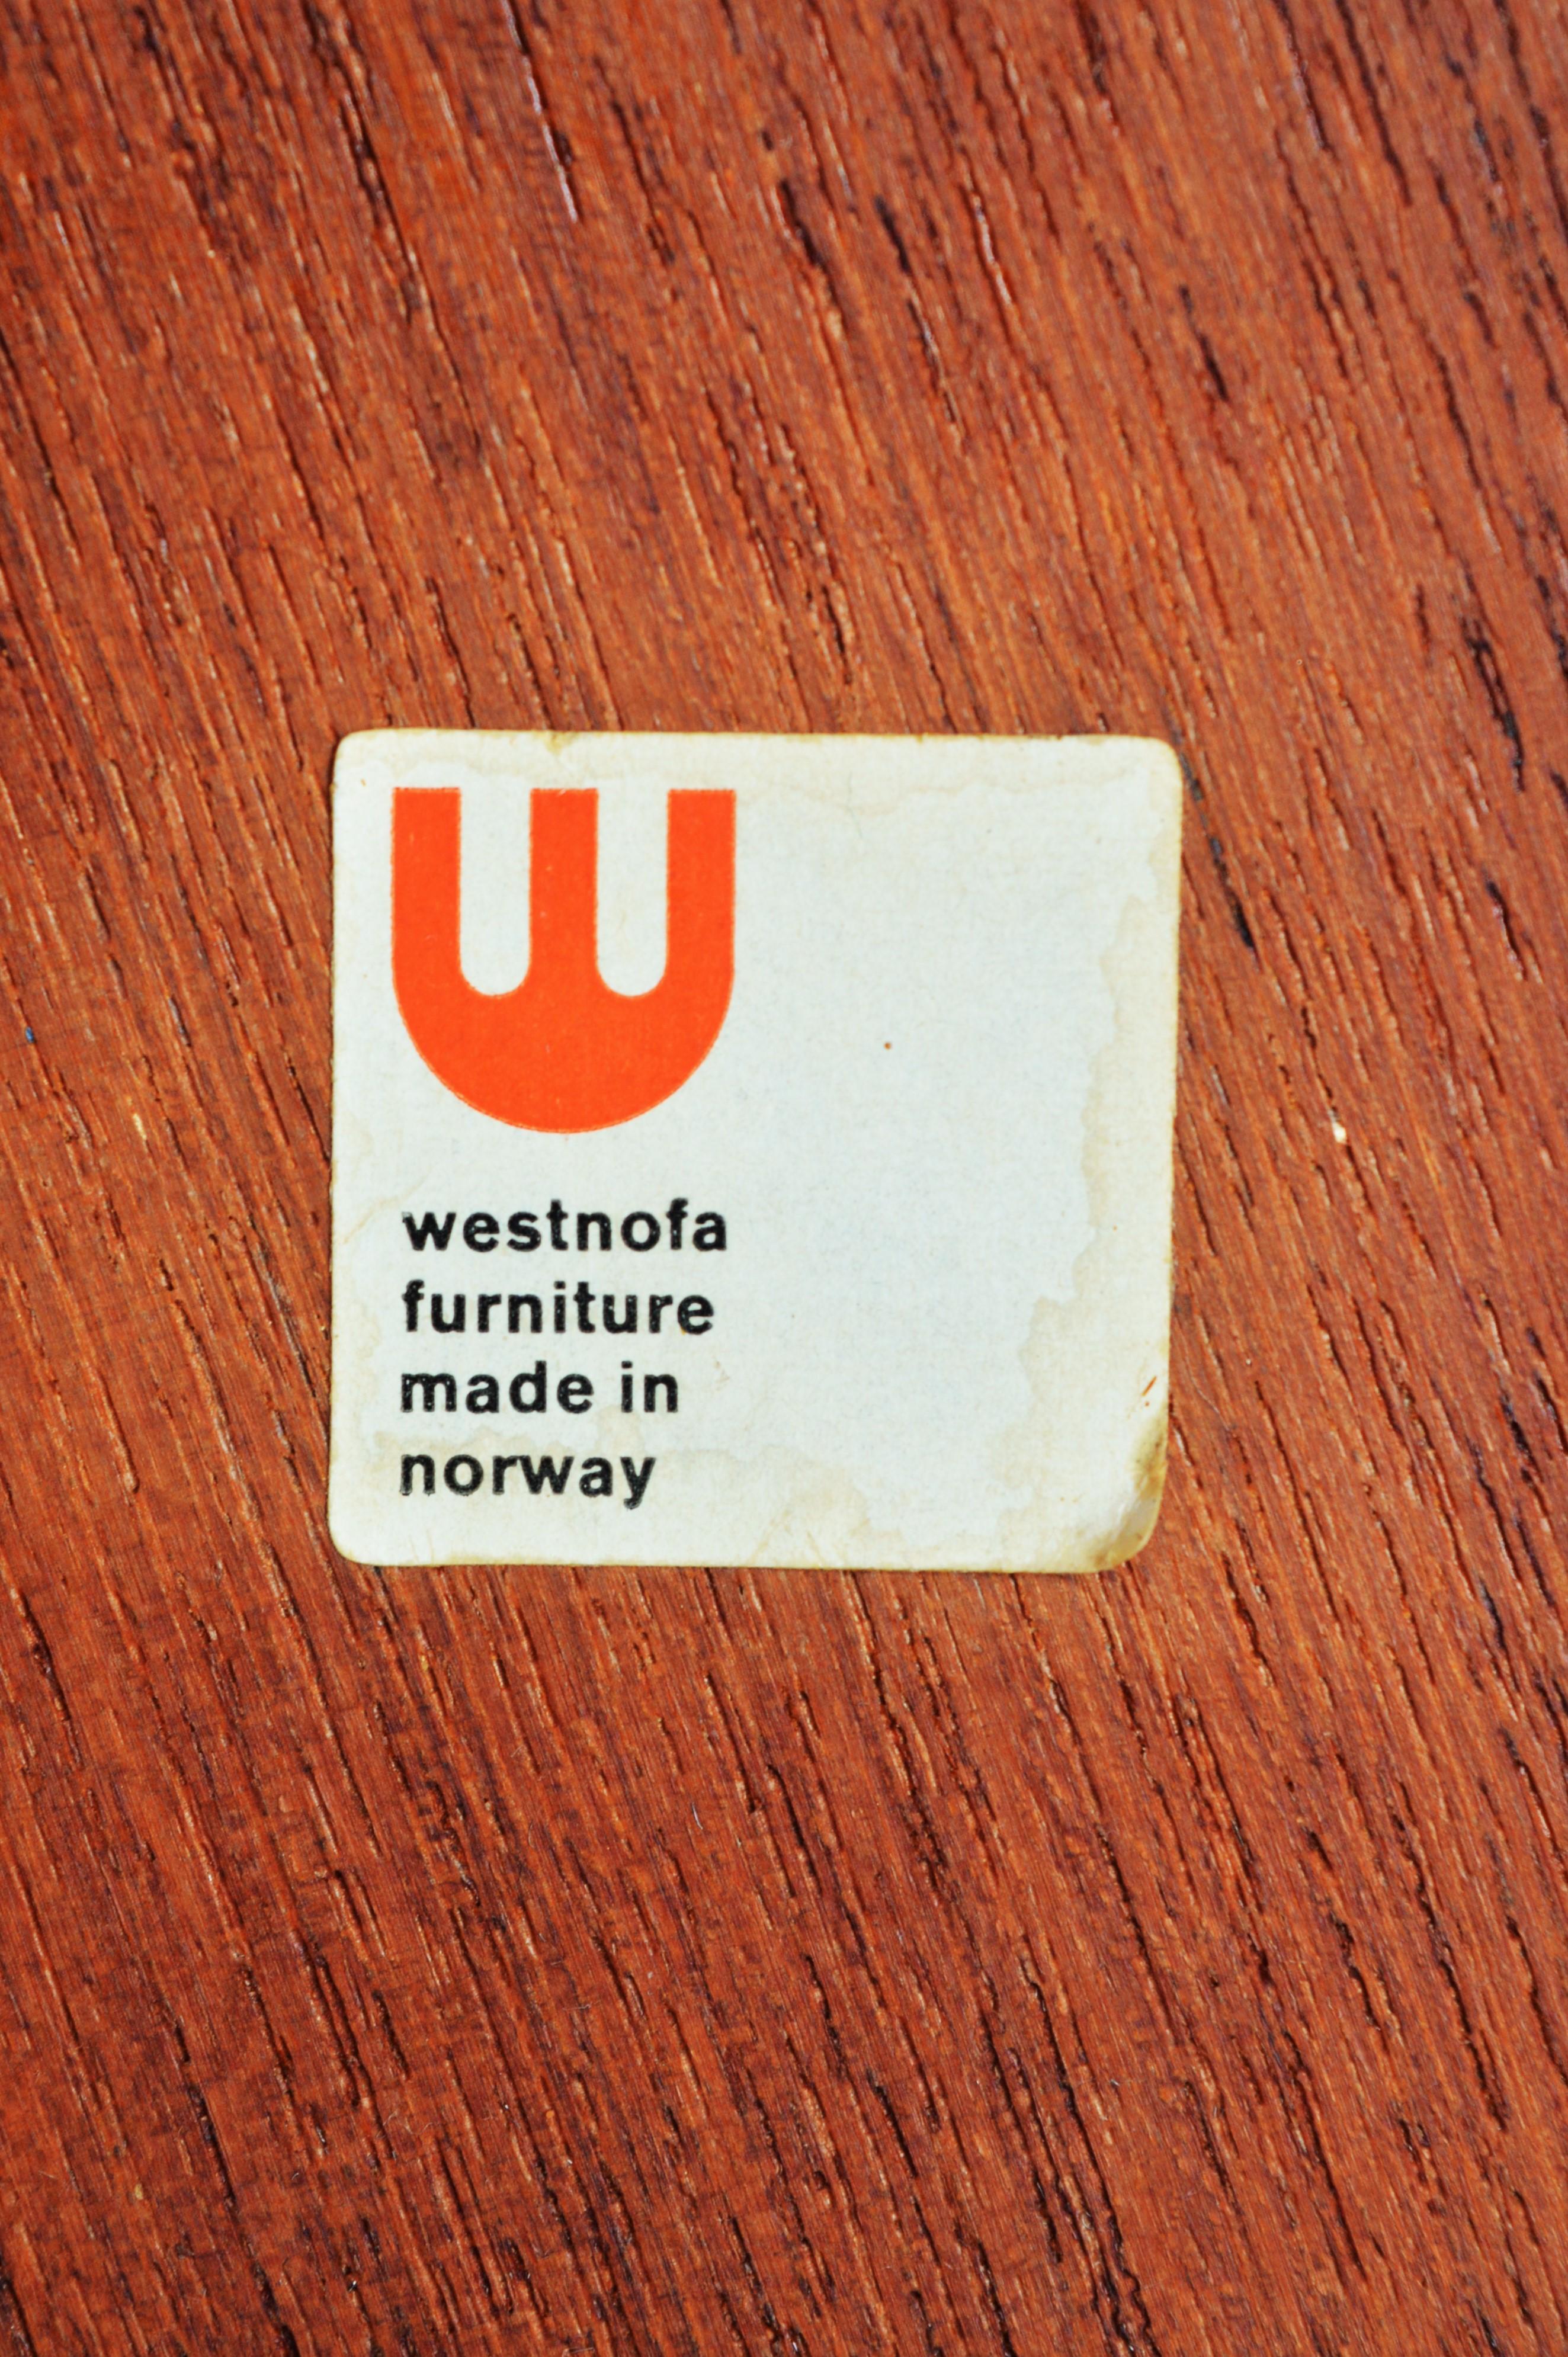 w
westnofa
furniture
made in
norway